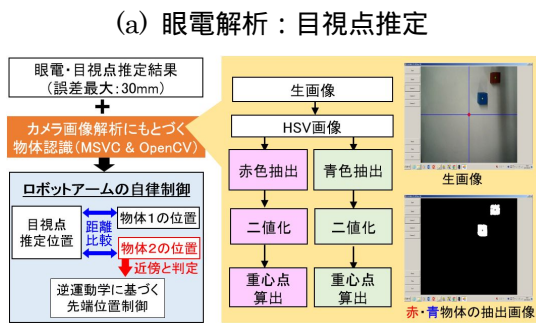 (a) 眼電解析：目視点推定
眼電・目視点推定結果
（誤差最大：30mm）
+
カメラ画像解析にもとづく
物体認識（MSVC & OpenCV）
ロボットアームの自律制御
目視点
推定位置
距離
比較
物体1の位置
物体2の位置
近傍と判定
逆運動学に基づく
先端位置制御
生画像
HSV画像
赤色抽出
青色抽出
二値化
二値化
重心点
算出
重心点
算出
生画像
赤・青物体の抽出画像